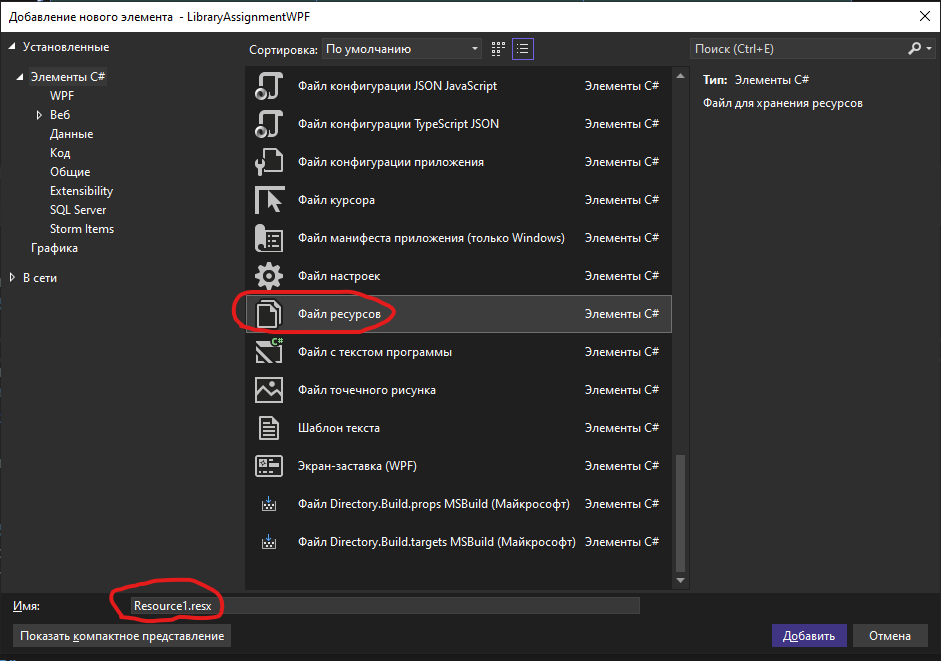 Добавление нового элемента - LibraryAssignmentWPF
Установленные
Элементы C#
WPF
Веб
Данные
Код
Общие
Extensibility
SQL Server
Storm Items
Графика
В сети
Сортировка: По умолчанию
Файл конфигурации JSON JavaScript Элементы C#
Файл конфигурации TypeScript JSON Элементы C#
Файл конфигурации приложения Элементы C#
Файл курсора Элементы C#
Файл манифеста приложения (только Windows) Элементы C#
Файл настроек Элементы C#
Файл ресурсов Элементы C#
C# Файл с текстом программы Элементы C#
Файл точечного рисунка Элементы C#
Шаблон текста Элементы C#
Экран-заставка (WPF) Элементы C#
Файл Directory.Build.props MSBuild (Майкрософт) Элементы C#
Файл Directory.Build.targets MSBuild (Майкрософт) Элементы C#
Поиск (Ctrl+E)
Тип: Элементы C#
Файл для хранения ресурсов
Имя: Resource1.resx
Показать компактное представление
Добавить
Отмена